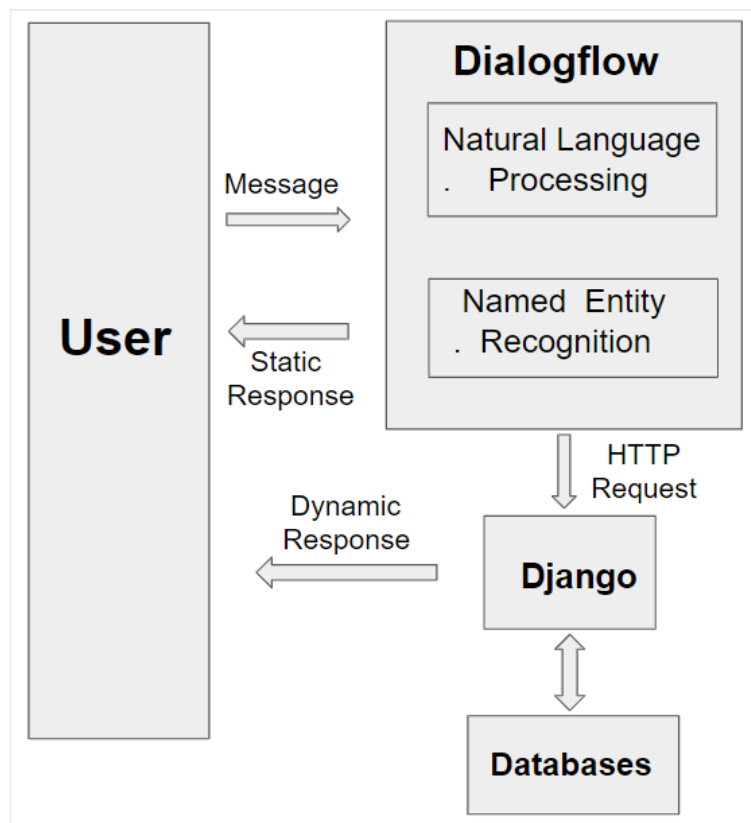 Dialogflow
Natural Language
. Processing
Message
Named Entity
. Recognition
User
Static
Response
HTTP
Request
Dynamic
Response
Django
Databases